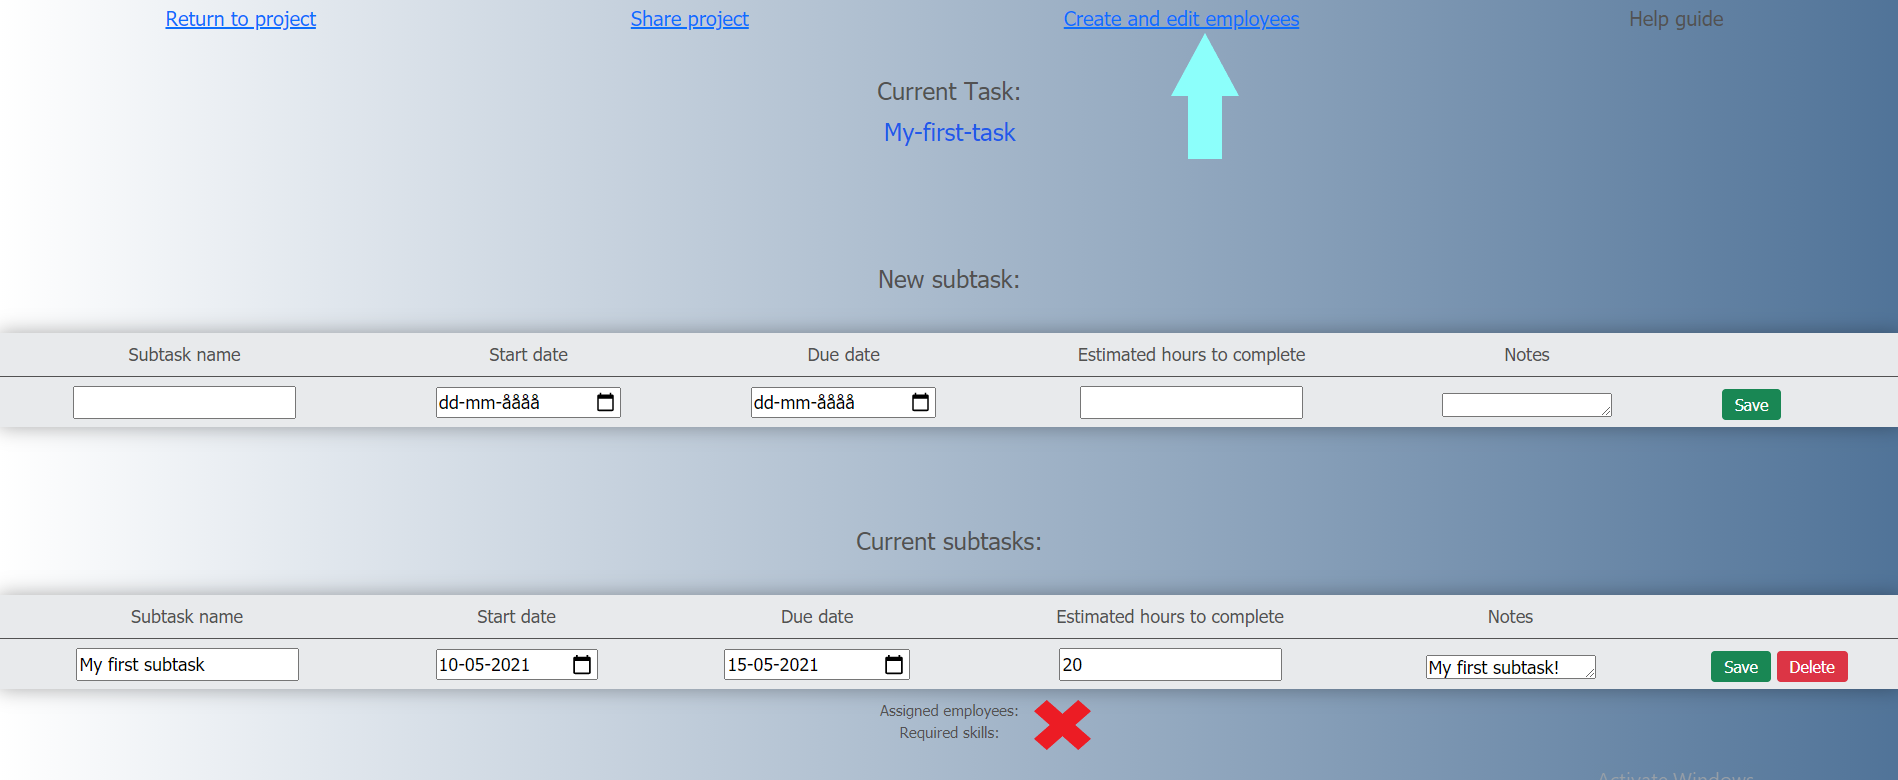 Return to project Share project Create and edit employees Help guide
Current Task:
My-first-task
New subtask:
Subtask name Start date Due date Estimated hours to complete Notes
dd-mm-åååå dd-mm-åååå Save
Current subtasks:
Subtask name Start date Due date Estimated hours to complete Notes
My first subtask 10-05-2021 15-05-2021 20 My first subtask! Save Delete
Assigned employees:
Required skills:
Activate Windows